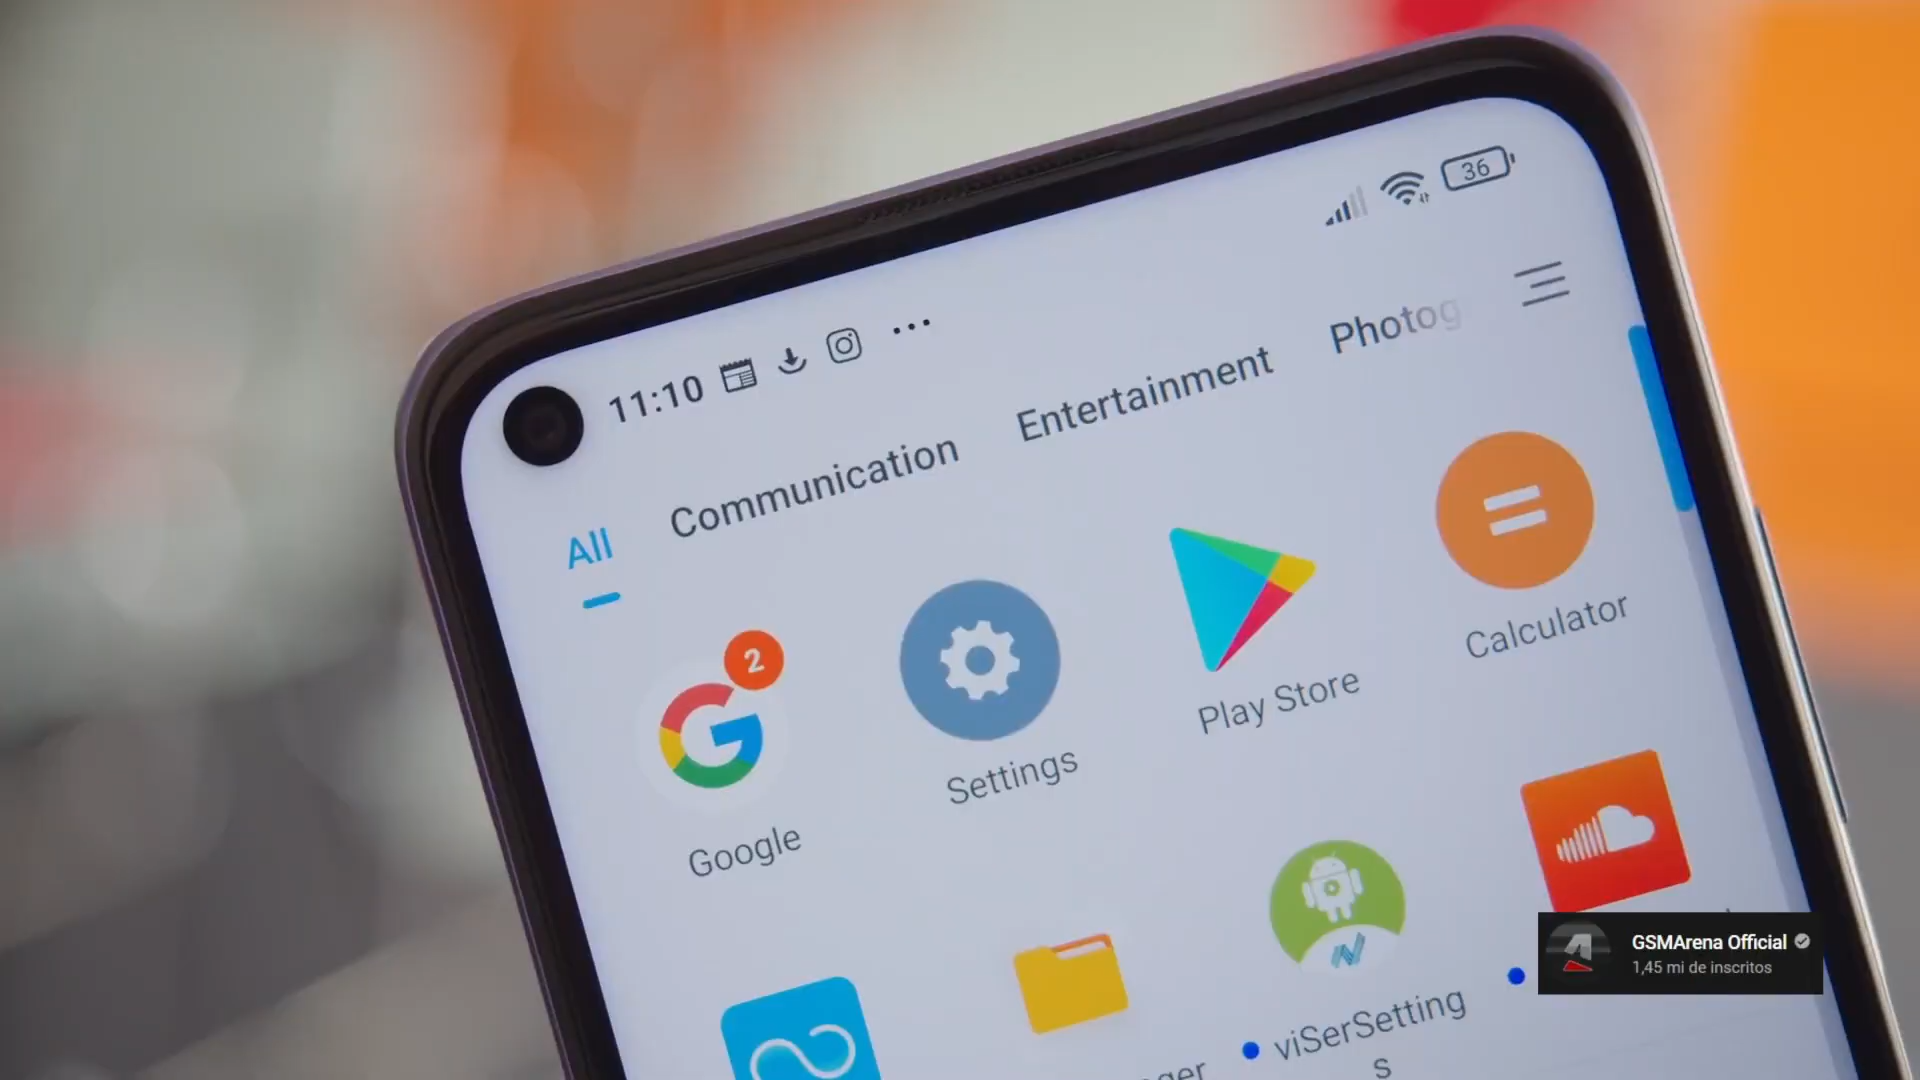 11:10
36
All Communication Entertainment Photog
2
Google
Settings
Play Store
Calculator
viSerSetting
s
GSMArena Official
1,45 mi de inscritos